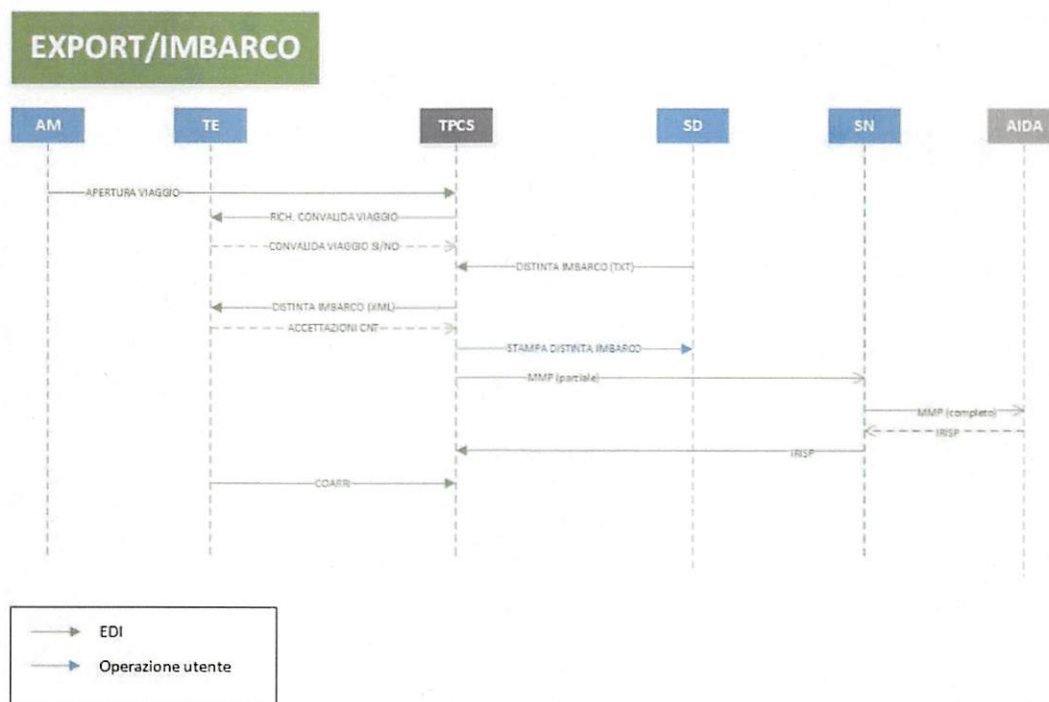 EXPORT/IMBARCO
AM TE TPCS SD SN AIDA
APERTURA VIAGGIO
RICH. CONVALIDA VIAGGIO
CONVALIDA VIAGGIO SI/NO
DISTINTA IMBARCO (TXT)
DISTINTA IMBARCO (XML)
ACCETTAZIONI CNT
STAMPA DISTINTA IMBARCO
MMP (parziale)
MMP (completo)
IRISP
IRISP
COARRI
EDI
Operazione utente